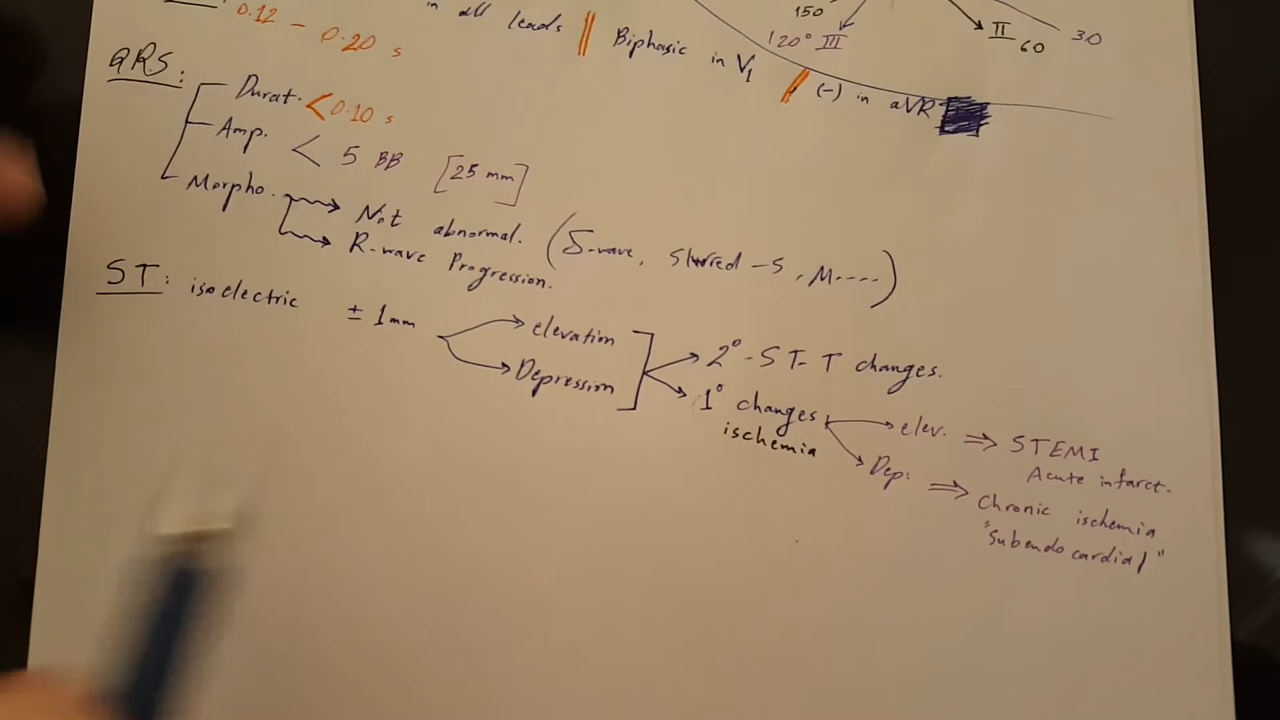 in all leads || Biphasic in V1 || (-) in aVR
0.12 - 0.20 s
150
120° III
II 60
30
QRS:
Durat. < 0.10 s
Amp. < 5 BB [25 mm]
Morpho.
Not abnormal. (δ-wave, Slurred-S, M----)
R-wave Progression.
ST: isoelectric ± 1mm
elevation
Depression
2° - ST- T changes.
1° changes
ischemia
elev. ⇒ STEMI
Acute infarct.
Dep. ⇒ Chronic ischemia
"Subendocardial"